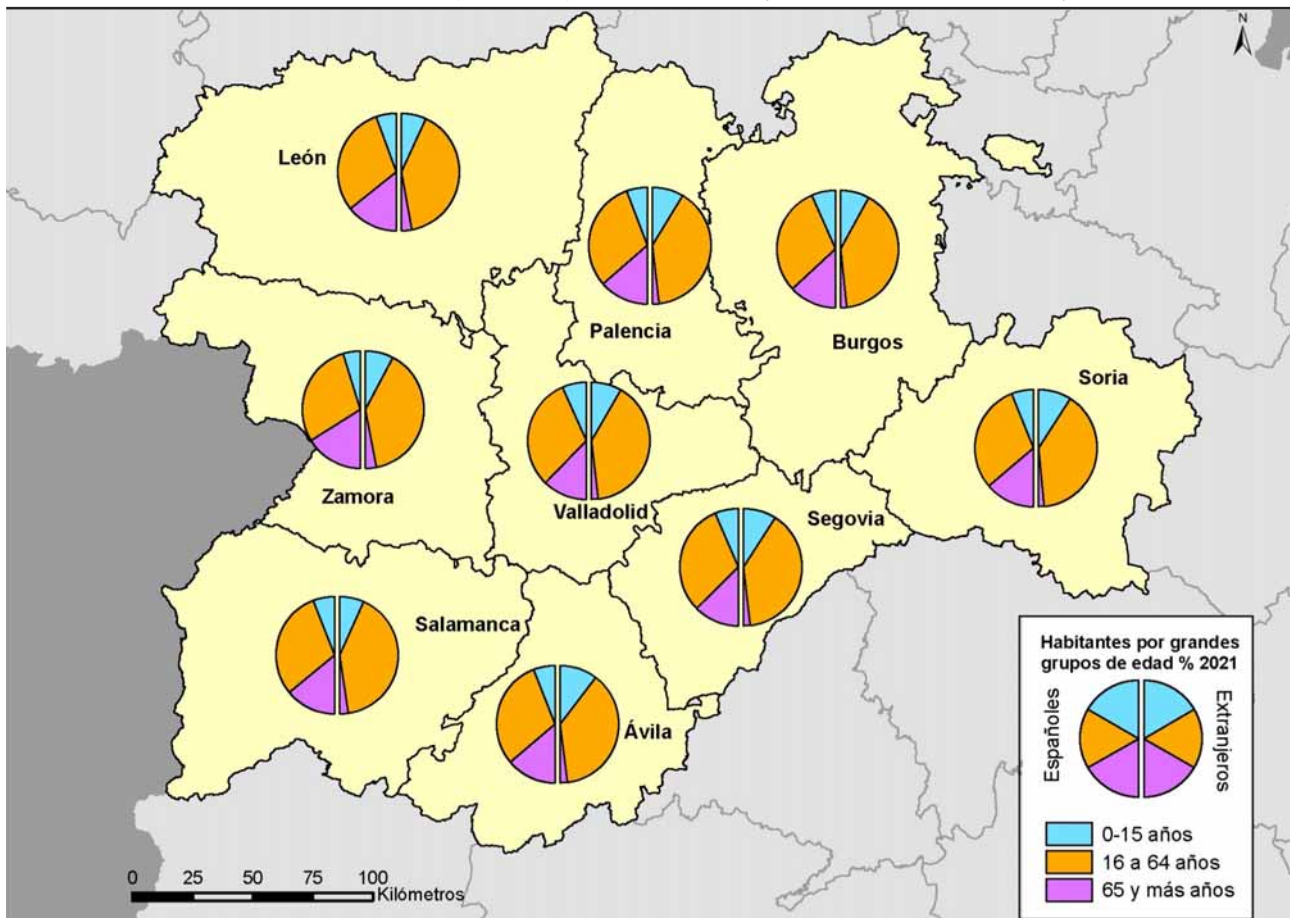 N
León
Palencia
Burgos
Soria
Zamora
Valladolid
Segovia
Salamanca
Ávila
Habitantes por grandes
grupos de edad % 2021
Españoles
Extranjeros
0-15 años
16 a 64 años
65 y más años
0 25 50 75 100
Kilómetros